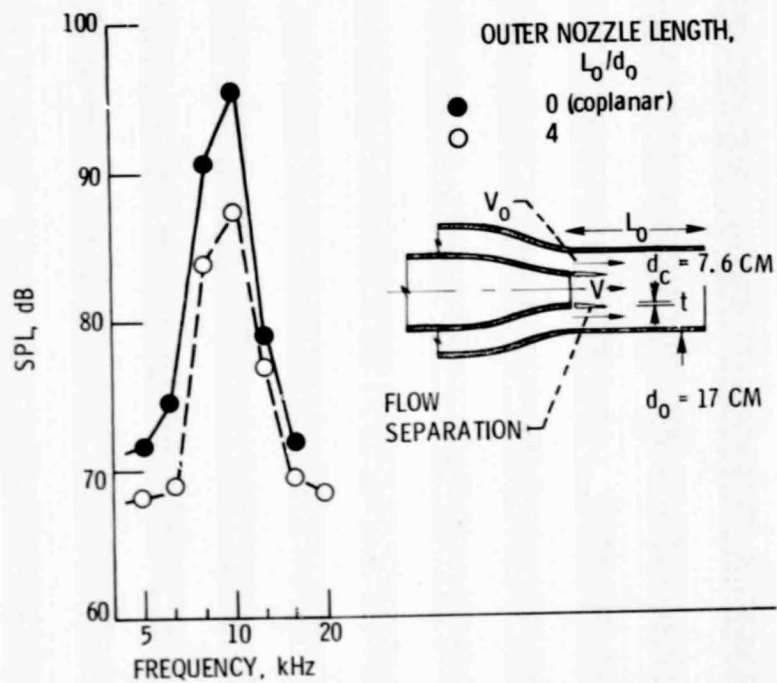 100
90
80
70
60
SPL, dB
5
10
20
FREQUENCY, kHz
OUTER NOZZLE LENGTH,
L₀/d₀
0 (coplanar)
4
V₀
L₀
d_c = 7.6 CM
V
t
FLOW
SEPARATION
d₀ = 17 CM